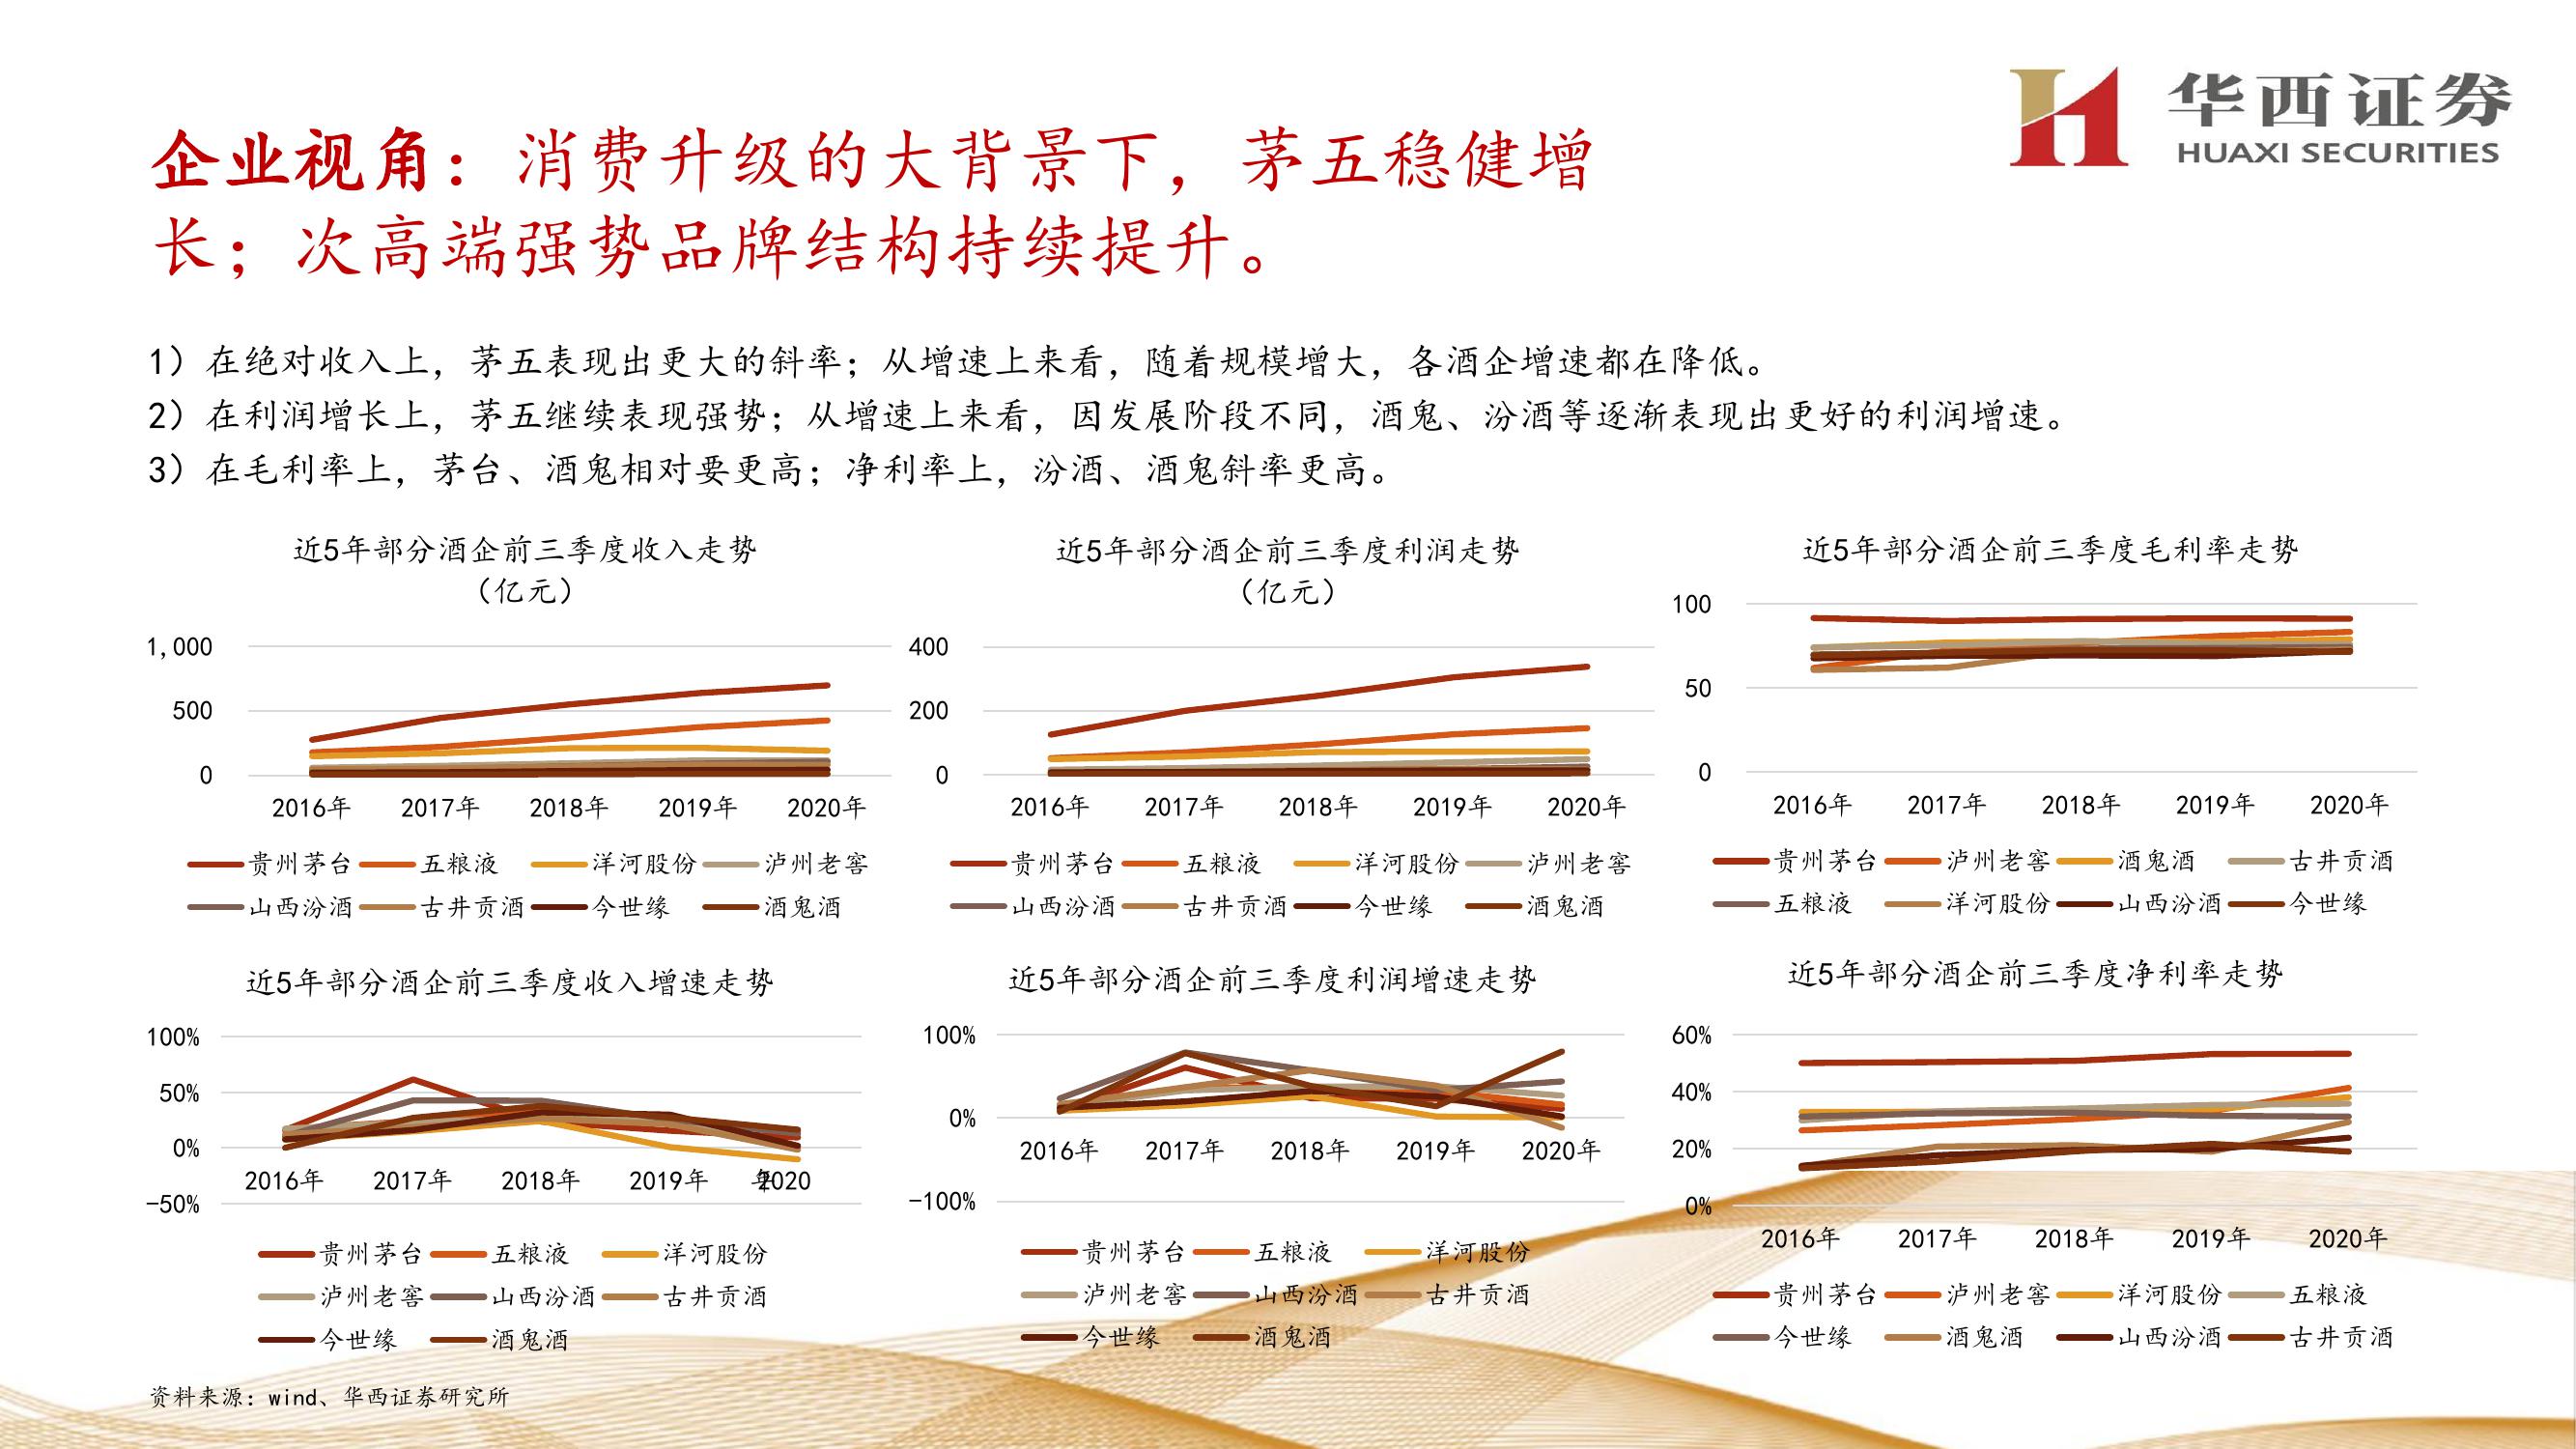 华西证券
HUAXI SECURITIES
企业视角：消费升级的大背景下，茅五稳健增
长；次高端强势品牌结构持续提升。
1）在绝对收入上，茅五表现出更大的斜率；从增速上来看，随着规模增大，各酒企增速都在降低。
2）在利润增长上，茅五继续表现强势；从增速上来看，因发展阶段不同，酒鬼、汾酒等逐渐表现出更好的利润增速。
3）在毛利率上，茅台、酒鬼相对要更高；净利率上，汾酒、酒鬼斜率更高。
近5年部分酒企前三季度收入走势
（亿元）
1,000
500
0
2016年 2017年 2018年 2019年 2020年
贵州茅台 五粮液 洋河股份 泸州老窖
山西汾酒 古井贡酒 今世缘 酒鬼酒
近5年部分酒企前三季度利润走势
（亿元）
400
200
0
2016年 2017年 2018年 2019年 2020年
贵州茅台 五粮液 洋河股份 泸州老窖
山西汾酒 古井贡酒 今世缘 酒鬼酒
近5年部分酒企前三季度毛利率走势
100
50
0
2016年 2017年 2018年 2019年 2020年
贵州茅台 泸州老窖 酒鬼酒 古井贡酒
五粮液 洋河股份 山西汾酒 今世缘
近5年部分酒企前三季度收入增速走势
100%
50%
0%
2016年 2017年 2018年 2019年 2020年
-50%
贵州茅台 五粮液 洋河股份
泸州老窖 山西汾酒 古井贡酒
今世缘 酒鬼酒
近5年部分酒企前三季度利润增速走势
100%
0%
2016年 2017年 2018年 2019年 2020年
-100%
贵州茅台 五粮液 洋河股份
泸州老窖 山西汾酒 古井贡酒
今世缘 酒鬼酒
近5年部分酒企前三季度净利率走势
60%
40%
20%
0%
2016年 2017年 2018年 2019年 2020年
贵州茅台 泸州老窖 洋河股份 五粮液
今世缘 酒鬼酒 山西汾酒 古井贡酒
资料来源：wind、华西证券研究所